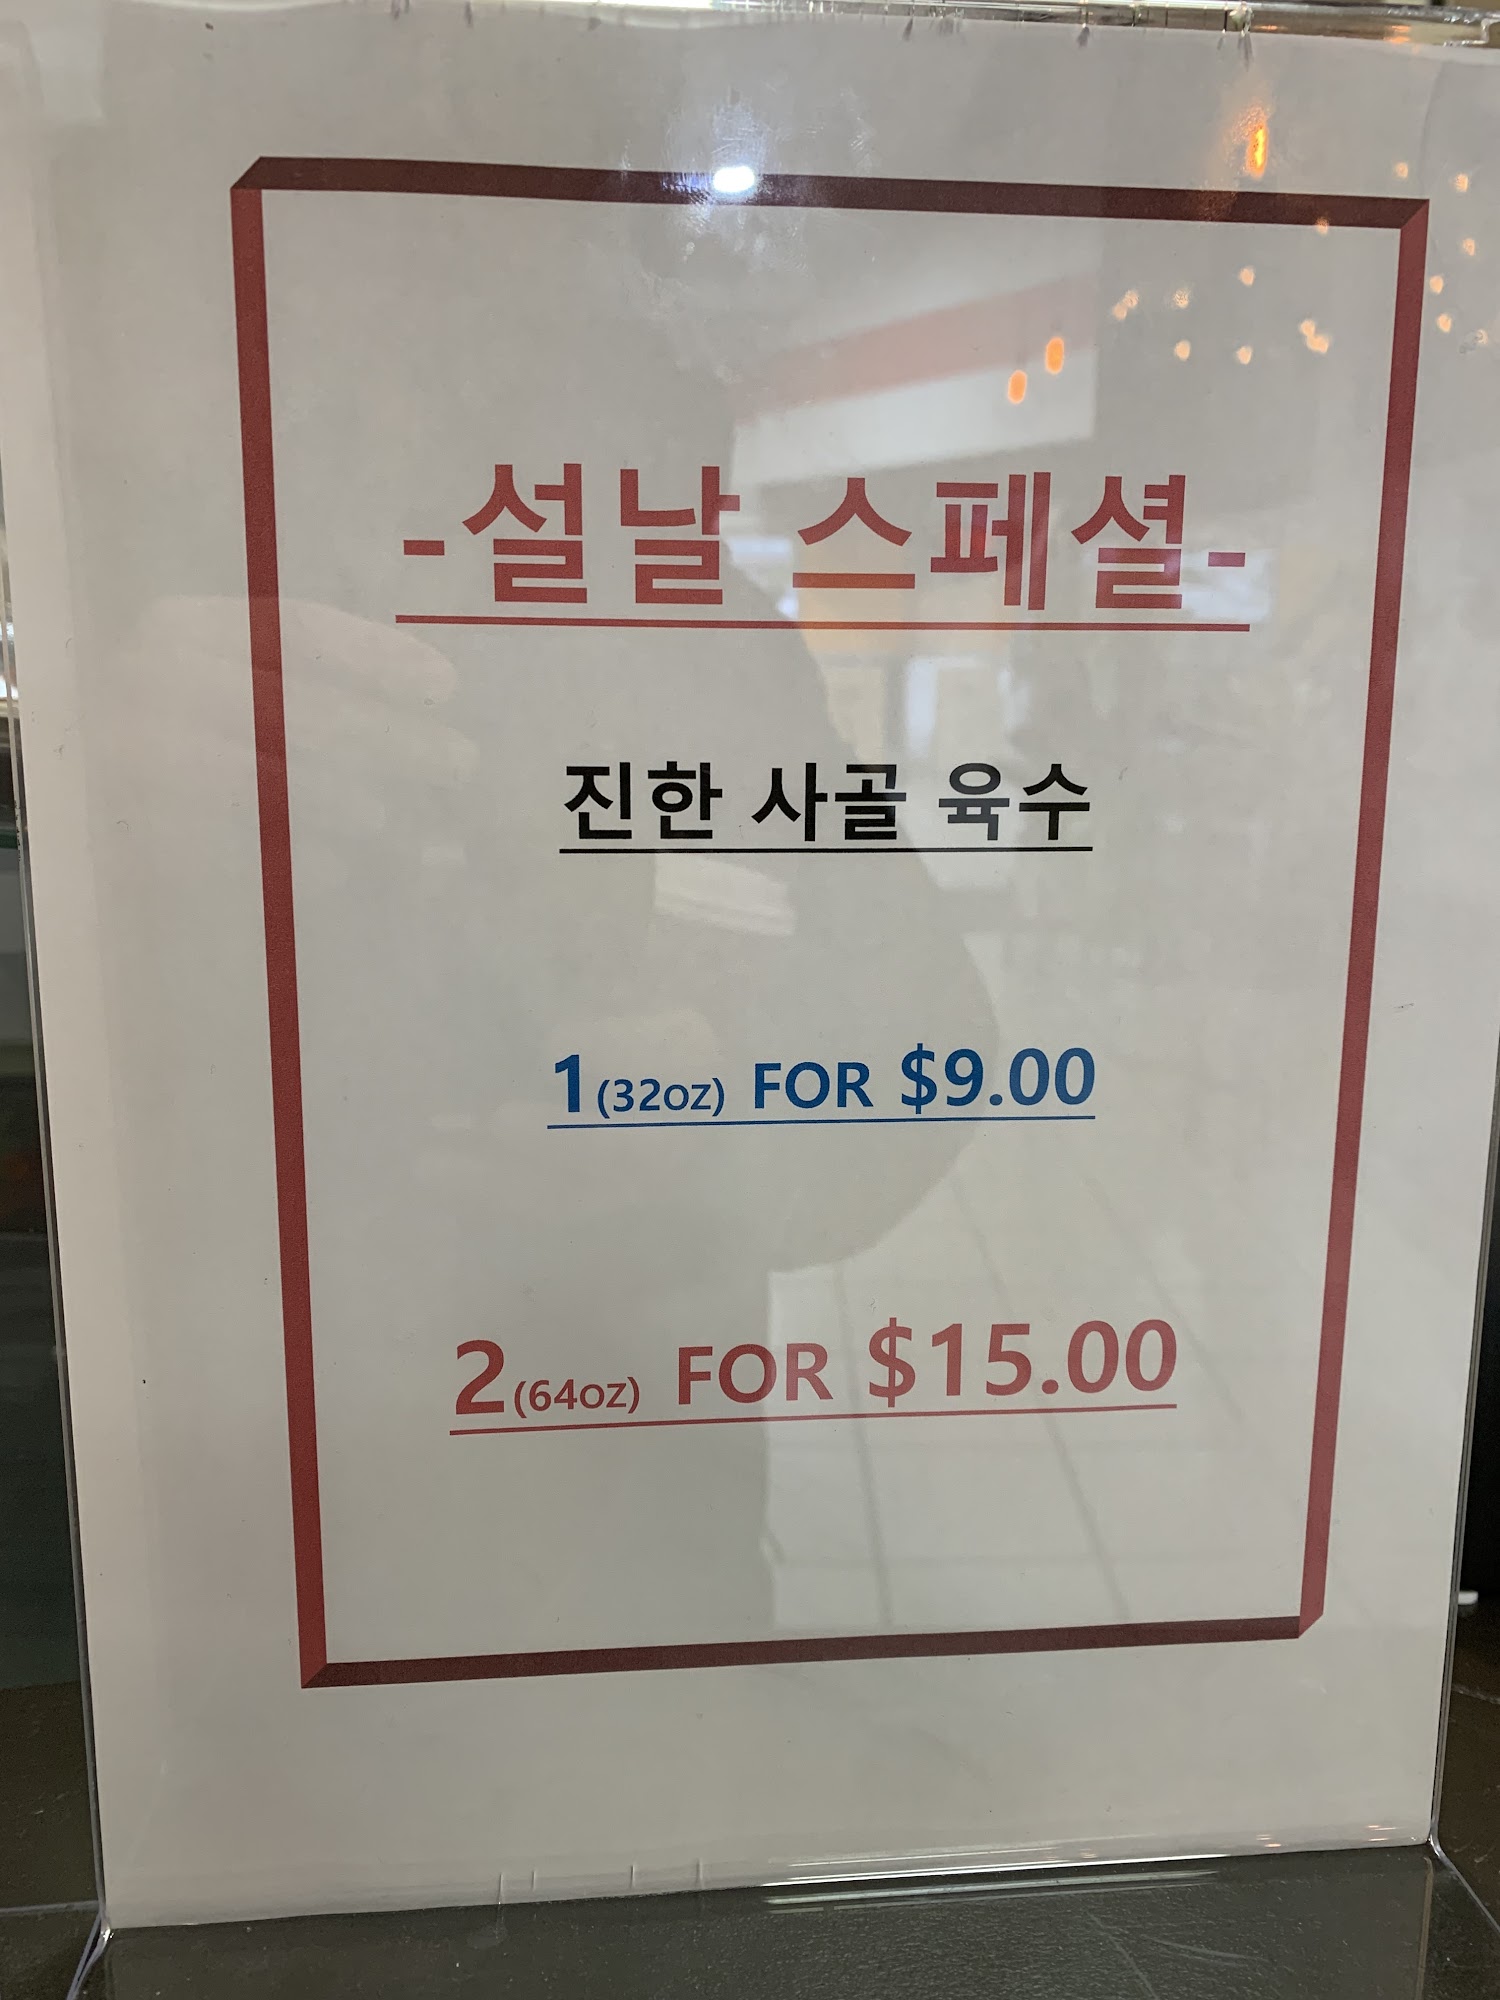 -설날 스페셜-
진한 사골 육수
1(32oz) FOR $9.00
2(64oz) FOR $15.00